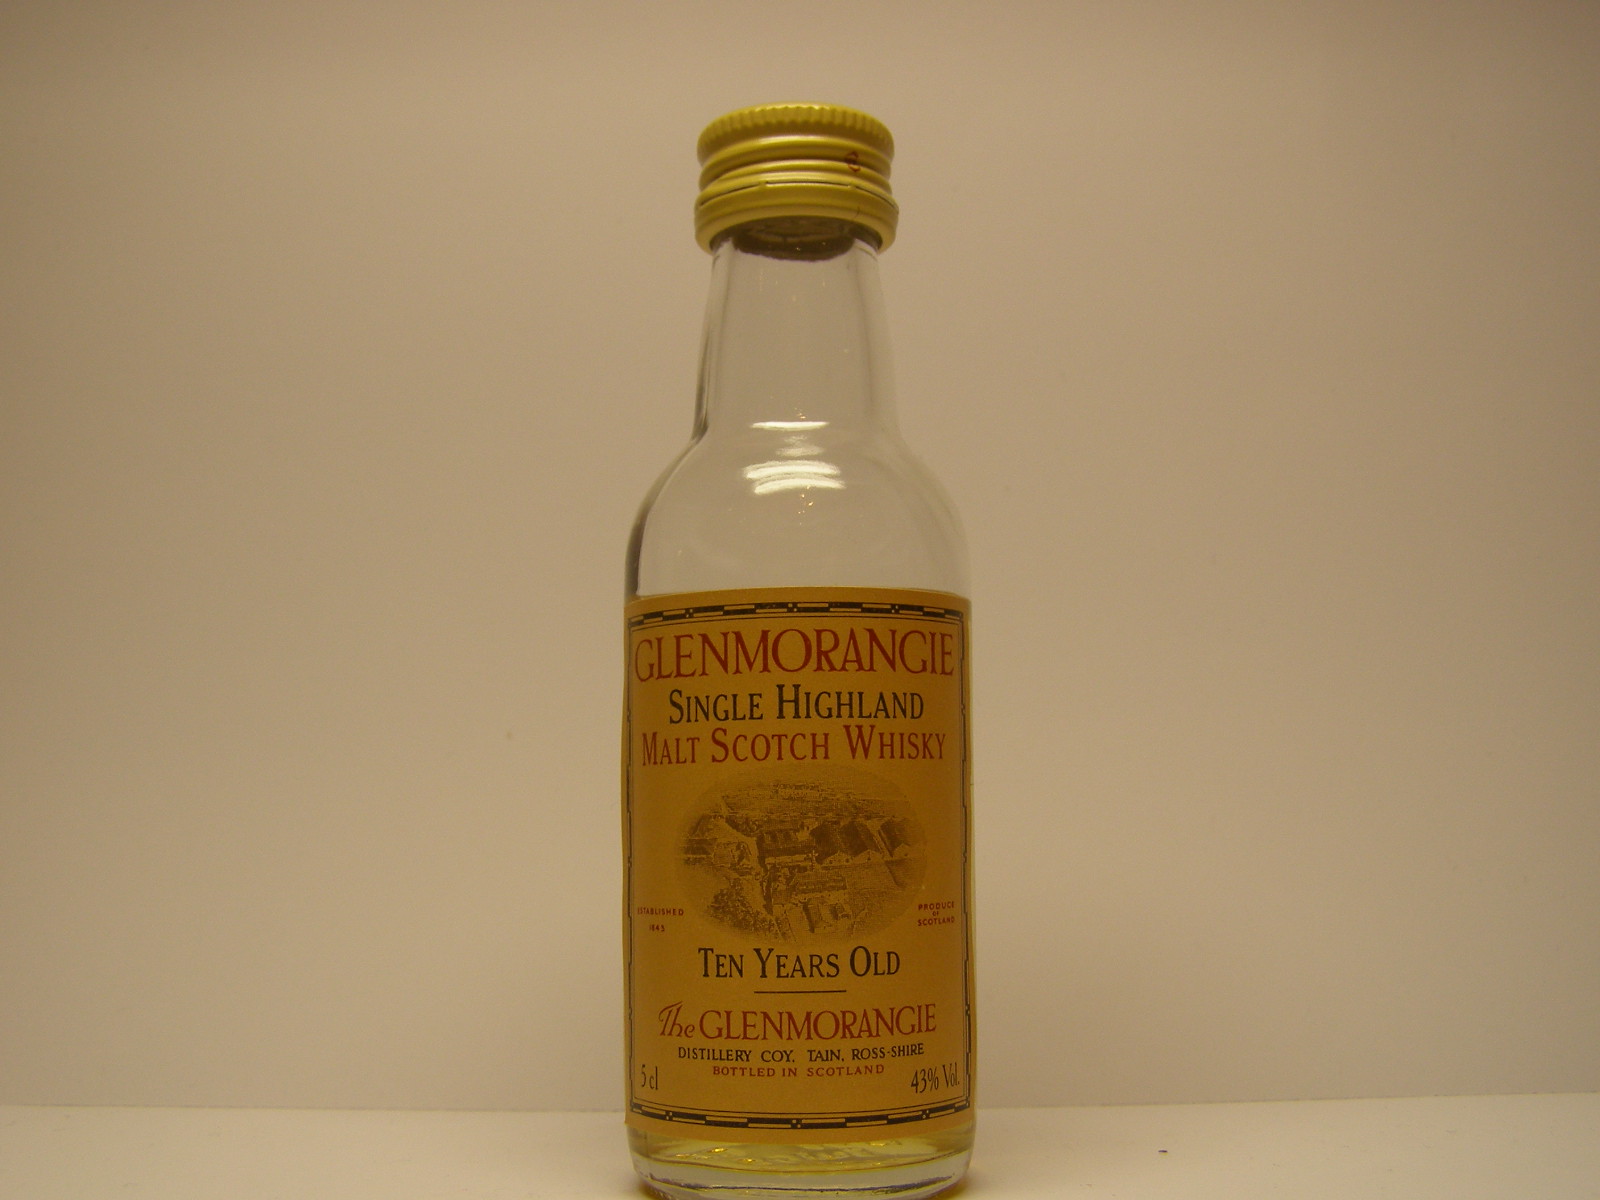 GLENMORANGIE
SINGLE HIGHLAND
MALT SCOTCH WHISKY
ESTABLISHED
1843
PRODUCE
OF
SCOTLAND
TEN YEARS OLD
The GLENMORANGIE
DISTILLERY COY, TAIN, ROSS-SHIRE
BOTTLED IN SCOTLAND
5 cl
43% Vol.